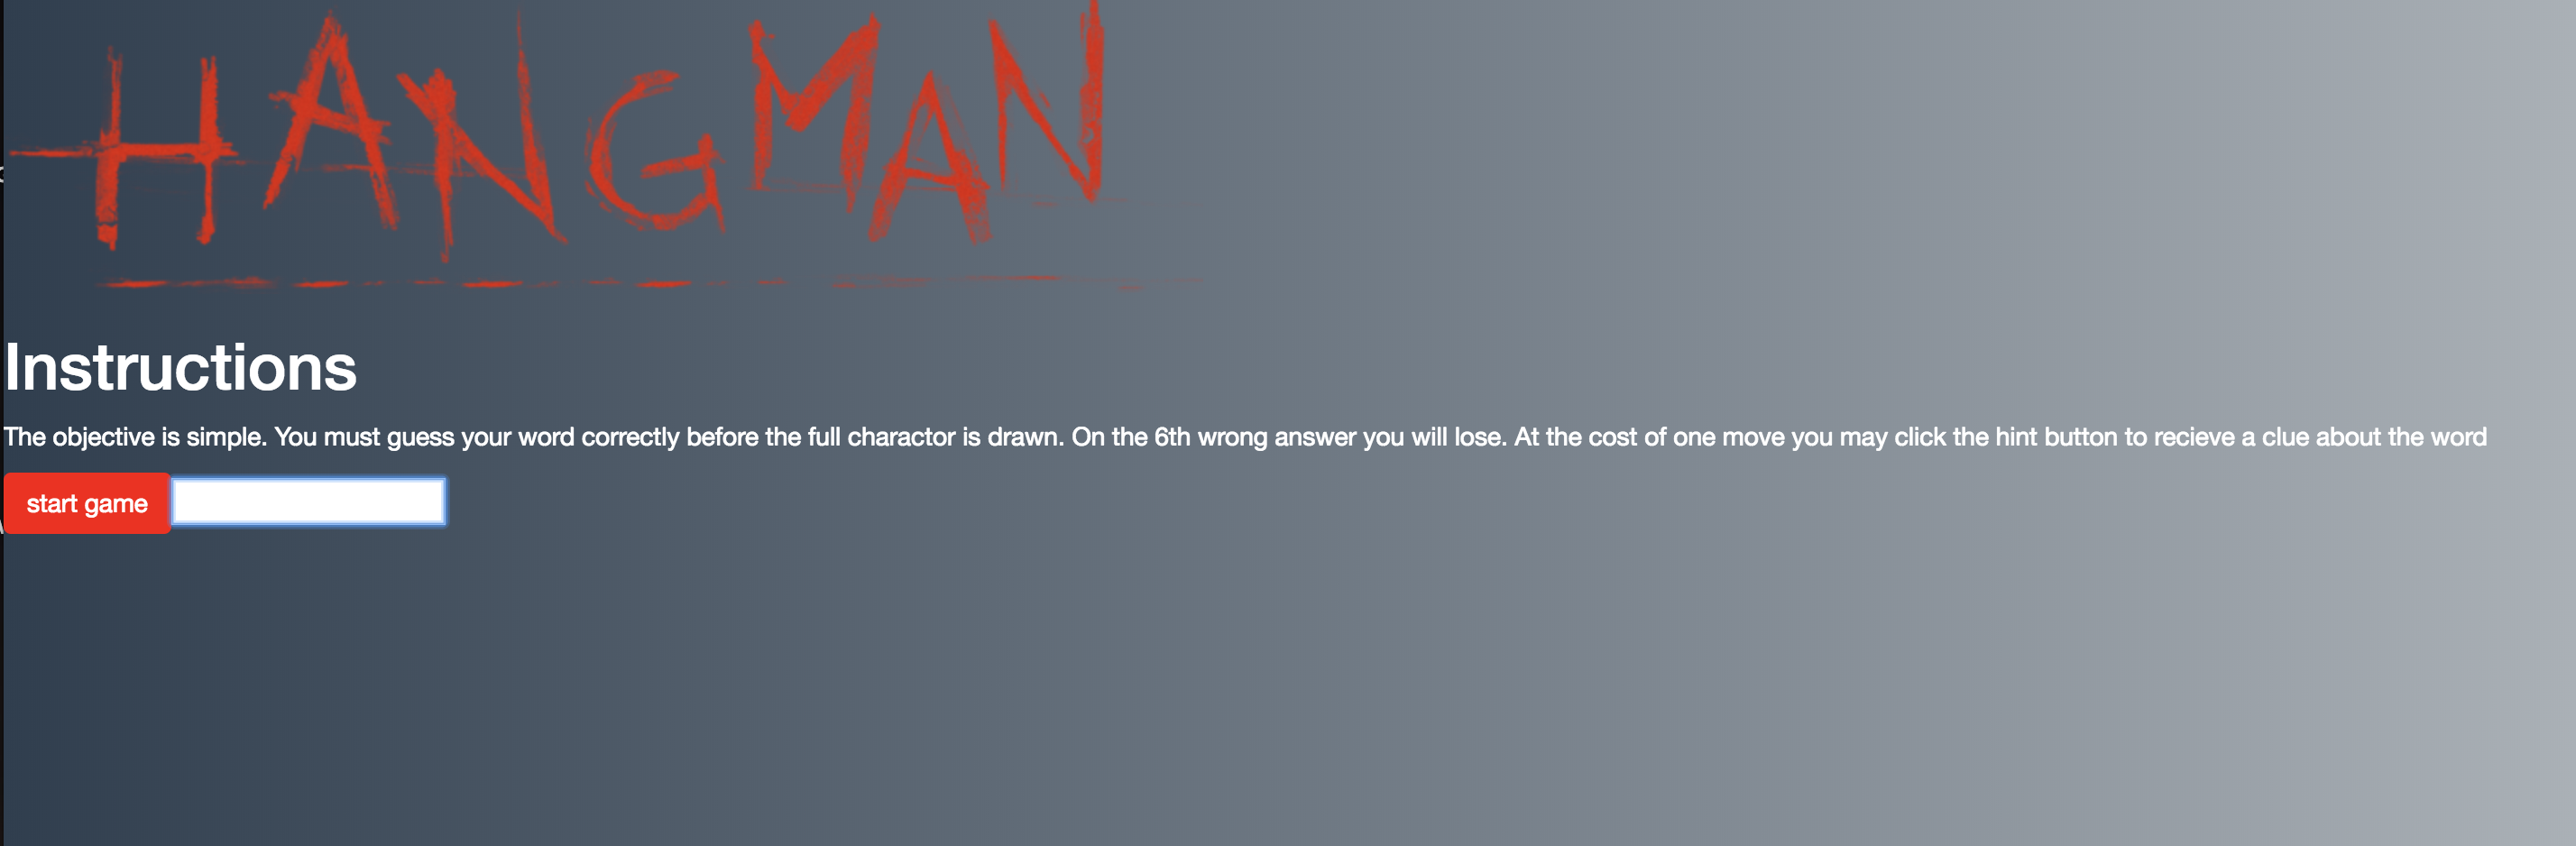 HANGMAN
Instructions
The objective is simple. You must guess your word correctly before the full charactor is drawn. On the 6th wrong answer you will lose. At the cost of one move you may click the hint button to recieve a clue about the word
start game